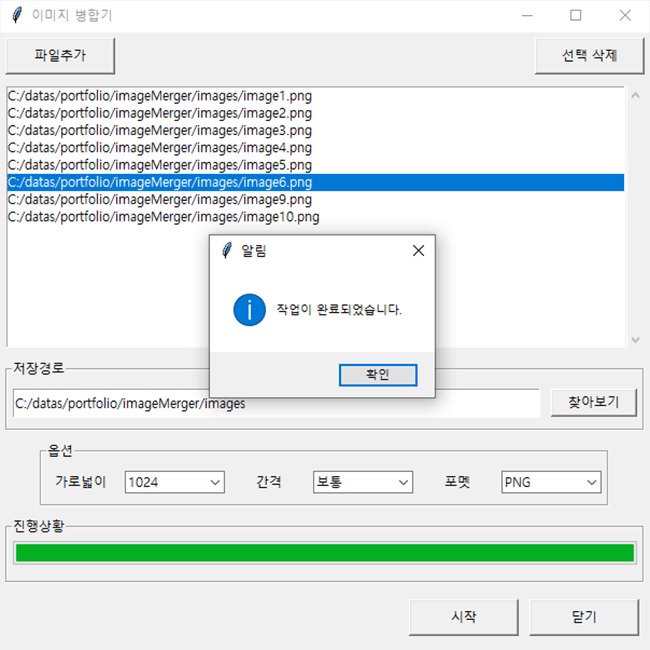 이미지 병합기
파일추가
선택 삭제
C:/datas/portfolio/imageMerger/images/image1.png
C:/datas/portfolio/imageMerger/images/image2.png
C:/datas/portfolio/imageMerger/images/image3.png
C:/datas/portfolio/imageMerger/images/image4.png
C:/datas/portfolio/imageMerger/images/image5.png
C:/datas/portfolio/imageMerger/images/image6.png
C:/datas/portfolio/imageMerger/images/image9.png
C:/datas/portfolio/imageMerger/images/image10.png
알림
작업이 완료되었습니다.
확인
저장경로
C:/datas/portfolio/imageMerger/images
찾아보기
옵션
가로넓이 1024 간격 보통 포멧 PNG
진행상황
시작
닫기